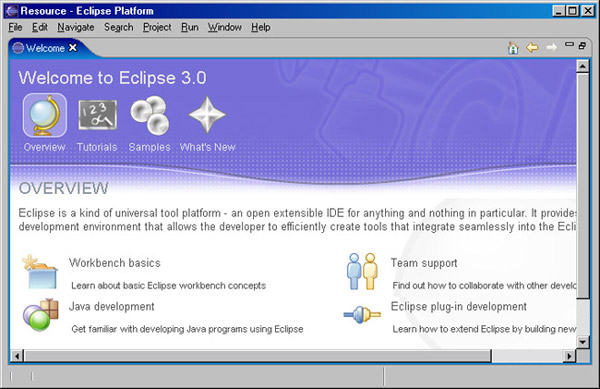 Resource - Eclipse Platform
File Edit Navigate Search Project Run Window Help
Welcome
Welcome to Eclipse 3.0
Overview Tutorials Samples What's New
OVERVIEW
Eclipse is a kind of universal tool platform - an open extensible IDE for anything and nothing in particular. It provides
development environment that allows the developer to efficiently create tools that integrate seamlessly into the Ecli
Workbench basics
Learn about basic Eclipse workbench concepts
Team support
Find out how to collaborate with other develo
Java development
Get familiar with developing Java programs using Eclipse
Eclipse plug-in development
Learn how to extend Eclipse by building new